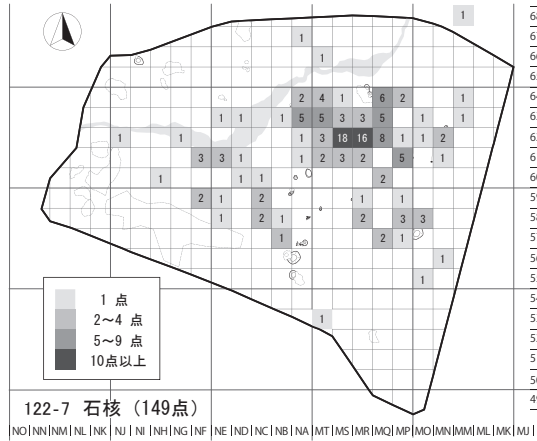 1
1
1
2 4 1 6 2 1
1 1 1 5 5 3 3 5 1 1
1 1 1 3 18 16 8 1 1 2
3 3 1 1 2 3 2 5 1
1 1 1 2
2 1 2 1 1
1 2 1 2 3 3
1 2 1
1
1
1
1 点
2～4 点
5～9 点
10点以上
122-7 石核 (149点)
NO NN NM NL NK NJ NI NH NG NF NE ND NC NB NA MT MS MR MQ MP MO MN MM ML MK MJ